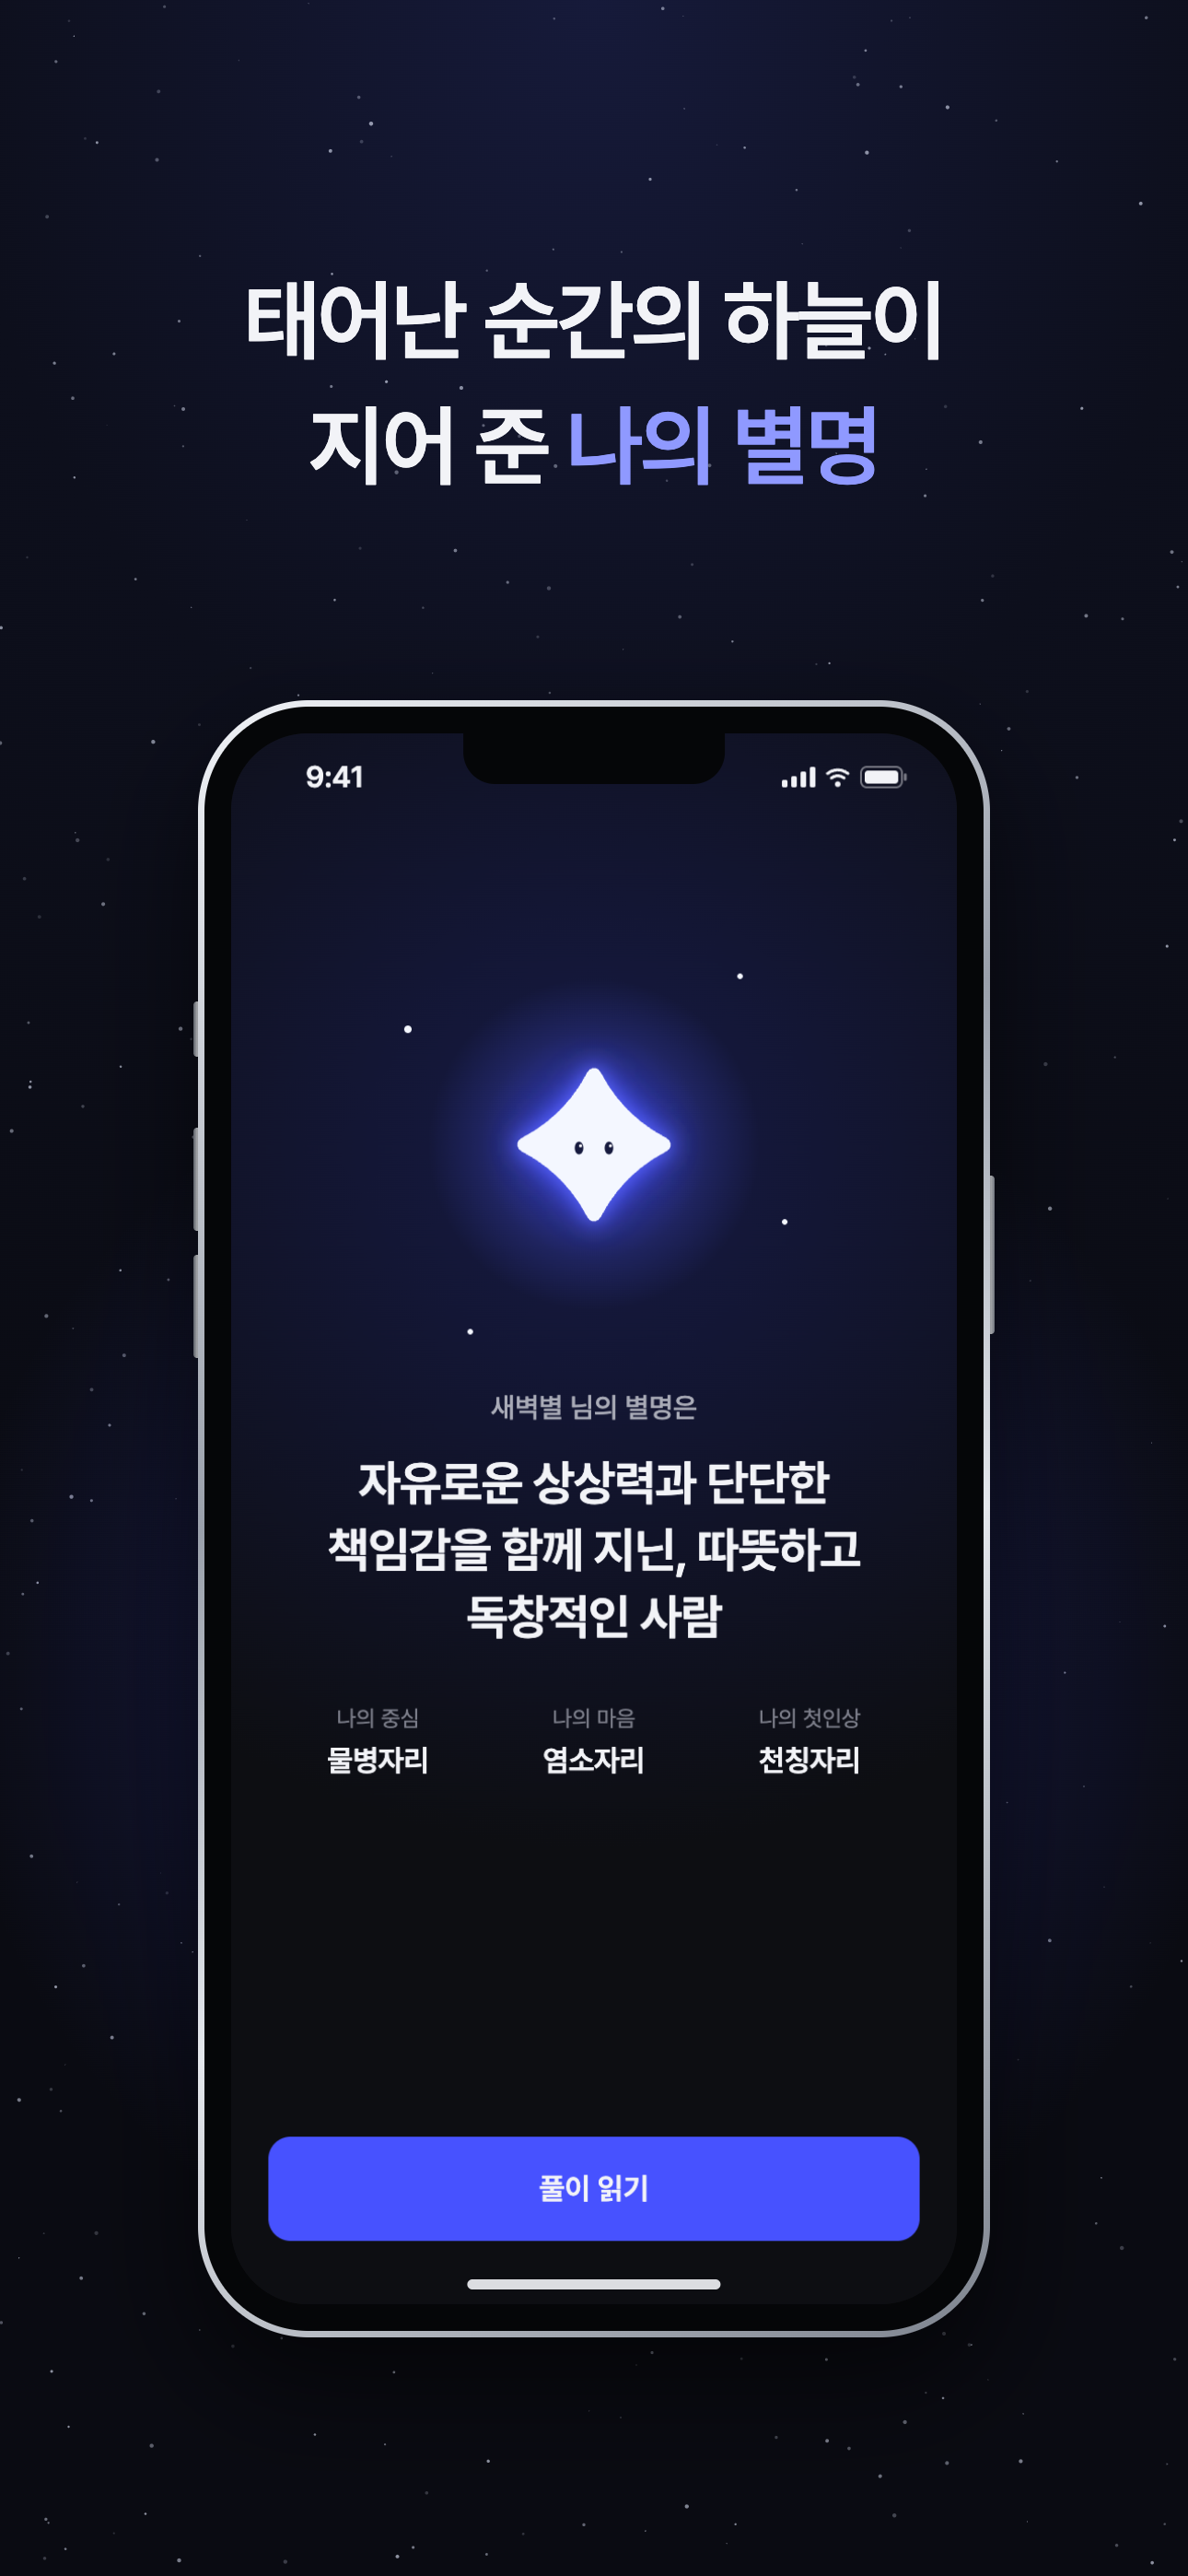 태어난 순간의 하늘이
지어 준 나의 별명
9:41
새벽별 님의 별명은
자유로운 상상력과 단단한
책임감을 함께 지닌, 따뜻하고
독창적인 사람
나의 중심 나의 마음 나의 첫인상
물병자리 염소자리 천칭자리
풀이 읽기